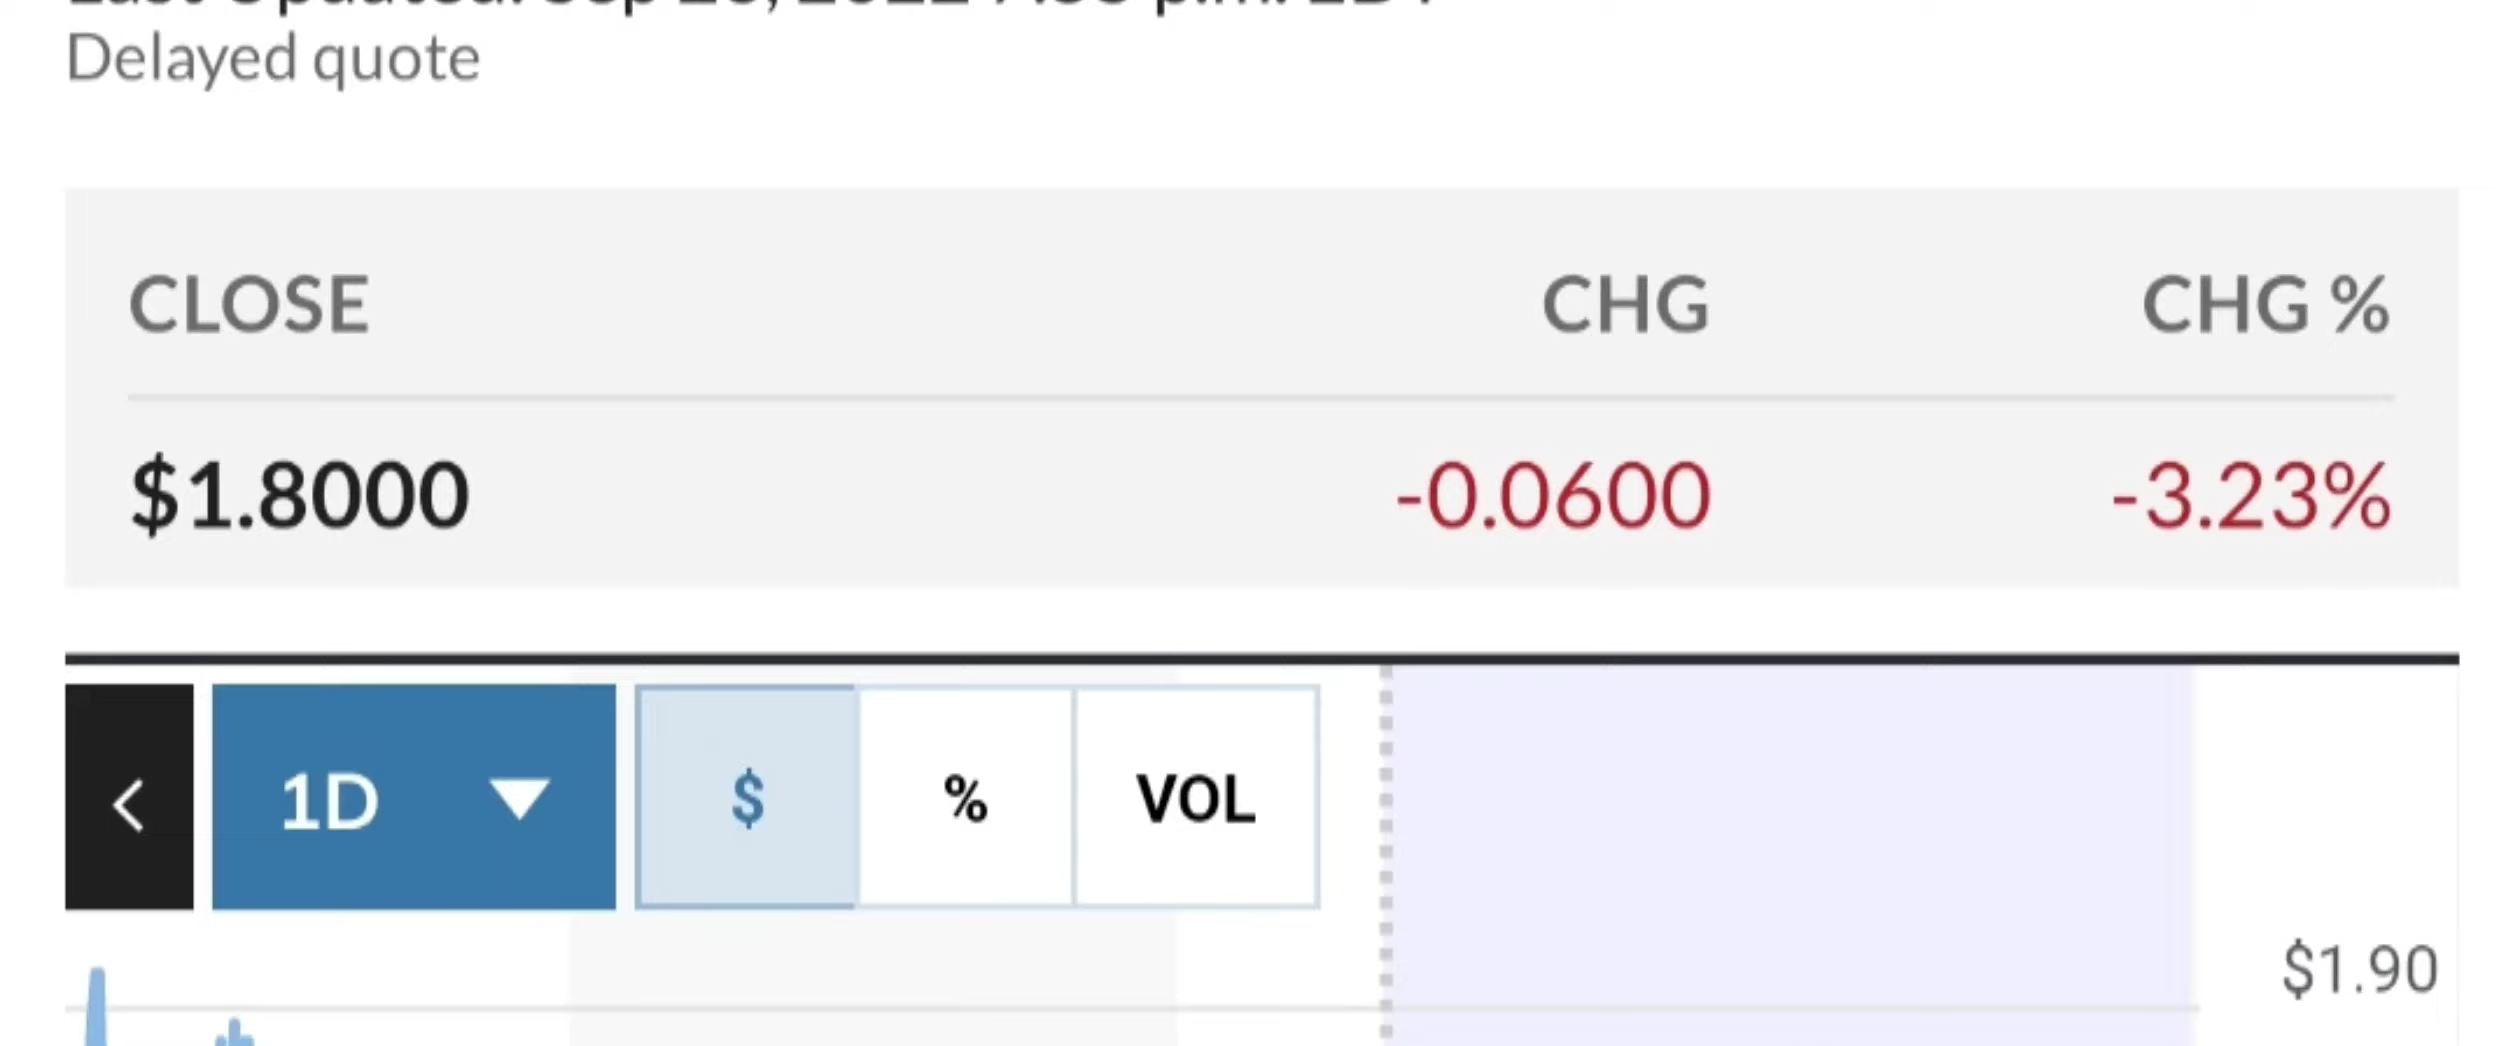 Delayed quote
CLOSE CHG CHG %
$1.8000 -0.0600 -3.23%
1D $ % VOL
$1.90